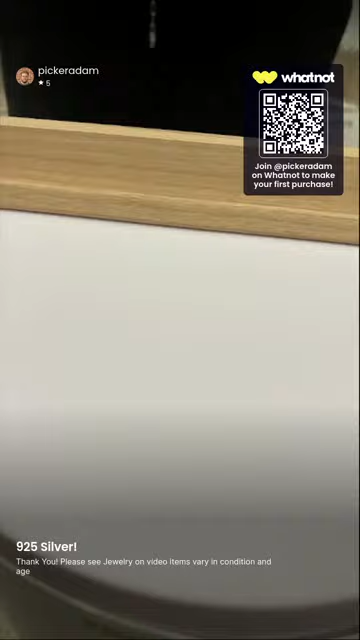 pickeradam
★ 5
whatnot
Join @pickeradam
on Whatnot to make
your first purchase!
925 Silver!
Thank You! Please see Jewelry on video items vary in condition and
age